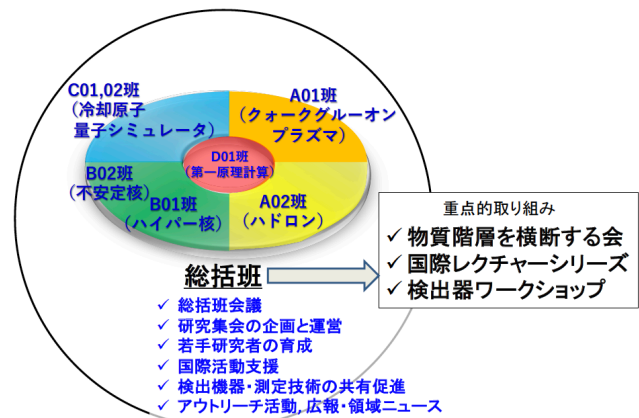 C01,02班
(冷却原子
量子シミュレータ)
A01班
(クォークグルーオン
プラズマ)
D01班
(第一原理計算)
B02班
(不安定核)
B01班
(ハイパー核)
A02班
(ハドロン)
総括班
✓ 総括班会議
✓ 研究集会の企画と運営
✓ 若手研究者の育成
✓ 国際活動支援
✓ 検出機器・測定技術の共有促進
✓ アウトリーチ活動, 広報・領域ニュース
重点的取り組み
✓ 物質階層を横断する会
✓ 国際レクチャーシリーズ
✓ 検出器ワークショップ